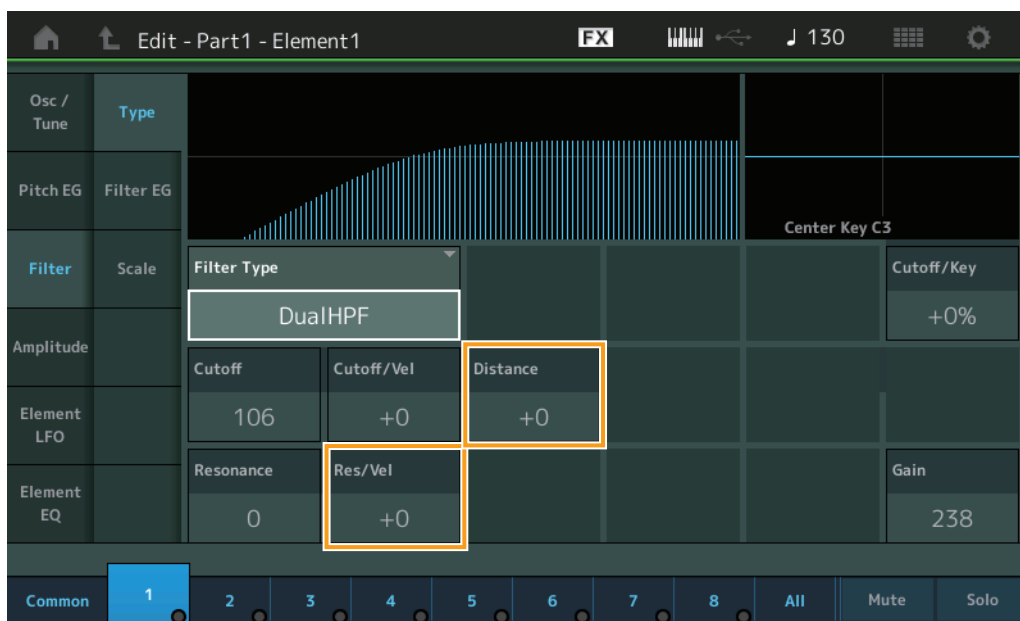 Edit - Part1 - Element1
FX
130
Osc /
Tune
Type
Pitch EG
Filter EG
Center Key C3
Filter
Scale
Filter Type
DualHPF
Cutoff/Key
+0%
Amplitude
Cutoff
106
Cutoff/Vel
+0
Distance
+0
Element
LFO
Resonance
0
Res/Vel
+0
Gain
238
Element
EQ
Common
1
2
3
4
5
6
7
8
All
Mute
Solo